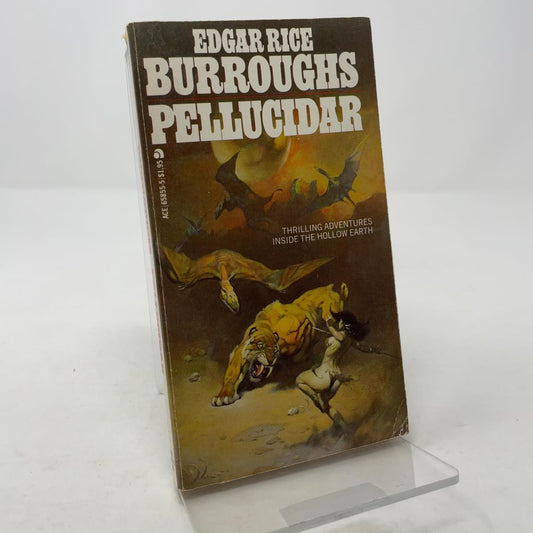 EDGAR RICE
BURROUGHS
PELLUCIDAR
ACE 65855-5 $1.95
THRILLING ADVENTURES
INSIDE THE HOLLOW EARTH